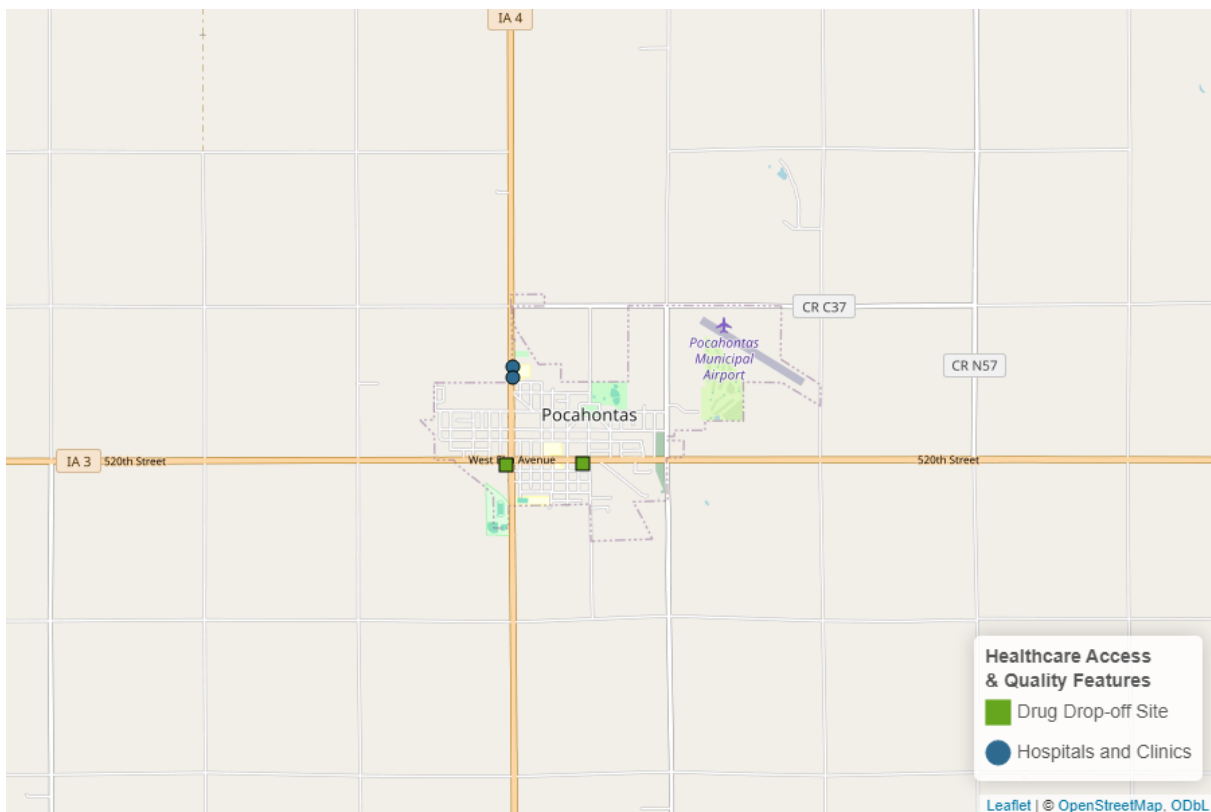 IA 4
CR C37
Pocahontas
Municipal
Airport
CR N57
Pocahontas
IA 3
520th Street
West Avenue
520th Street
Healthcare Access
& Quality Features
Drug Drop-off Site
Hospitals and Clinics
Leaflet | © OpenStreetMap, ODbL